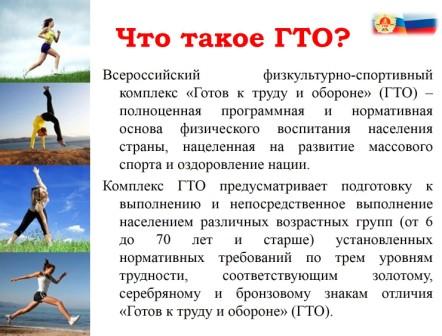 Что такое ГТО?
Всероссийский физкультурно-спортивный
комплекс «Готов к труду и обороне» (ГТО) –
полноценная программная и нормативная
основа физического воспитания населения
страны, нацеленная на развитие массового
спорта и оздоровление нации.
Комплекс ГТО предусматривает подготовку к
выполнению и непосредственное выполнение
населением различных возрастных групп (от 6
до 70 лет и старше) установленных
нормативных требований по трем уровням
трудности, соответствующим золотому,
серебряному и бронзовому знакам отличия
«Готов к труду и обороне» (ГТО).